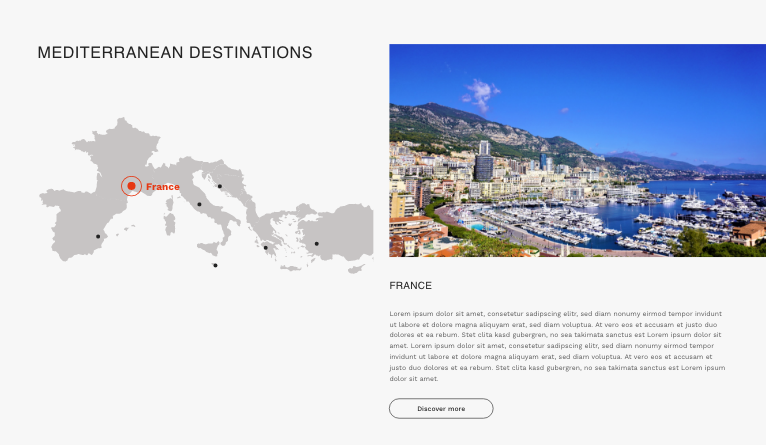 MEDITERRANEAN DESTINATIONS
France
FRANCE
Lorem ipsum dolor sit amet, consetetur sadipscing elitr, sed diam nonumy eirmod tempor invidunt
ut labore et dolore magna aliquyam erat, sed diam voluptua. At vero eos et accusam et justo duo
dolores et ea rebum. Stet clita kasd gubergren, no sea takimata sanctus est Lorem ipsum dolor sit
amet. Lorem ipsum dolor sit amet, consetetur sadipscing elitr, sed diam nonumy eirmod tempor
invidunt ut labore et dolore magna aliquyam erat, sed diam voluptua. At vero eos et accusam et
justo duo dolores et ea rebum. Stet clita kasd gubergren, no sea takimata sanctus est Lorem ipsum
dolor sit amet.
Discover more